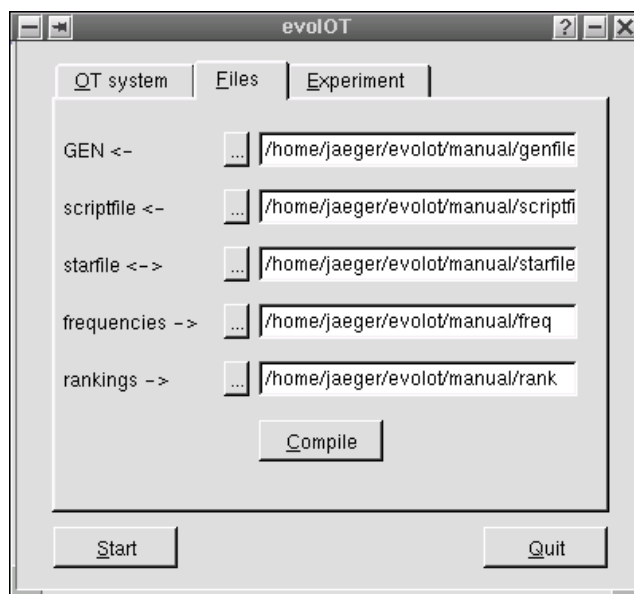 evolOT
OT system Files Experiment
GEN <- ... /home/jaeger/evolot/manual/genfile
scriptfile <- ... /home/jaeger/evolot/manual/scriptfi
starfile <-> ... /home/jaeger/evolot/manual/starfile
frequencies -> ... /home/jaeger/evolot/manual/freq
rankings -> ... /home/jaeger/evolot/manual/rank
Compile
Start Quit